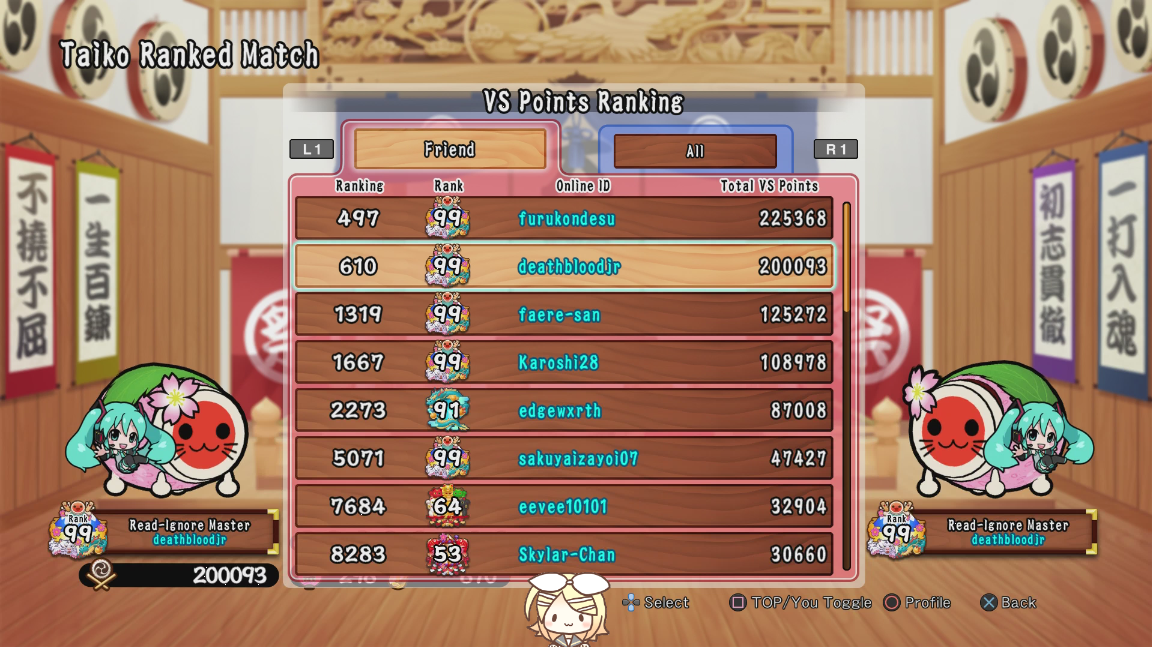 Taiko Ranked Match
VS Points Ranking
L1 Friend All R1
Ranking Rank Online ID Total VS Points
497 99 furukondesu 225368
610 99 deathbloodjr 200093
1319 99 faere-san 125272
1667 99 Karoshi28 108978
2273 91 edgewxrth 87008
5071 99 sakuyaizayoi07 47427
7684 64 eevee10101 32904
8283 53 Skylar-Chan 30660
不撓不屈
一生百錬
初志貫徹
一打入魂
祭
祭
Rank 99 Read-Ignore Master
deathbloodjr
200093
Rank 99 Read-Ignore Master
deathbloodjr
Select TOP/You Toggle Profile Back